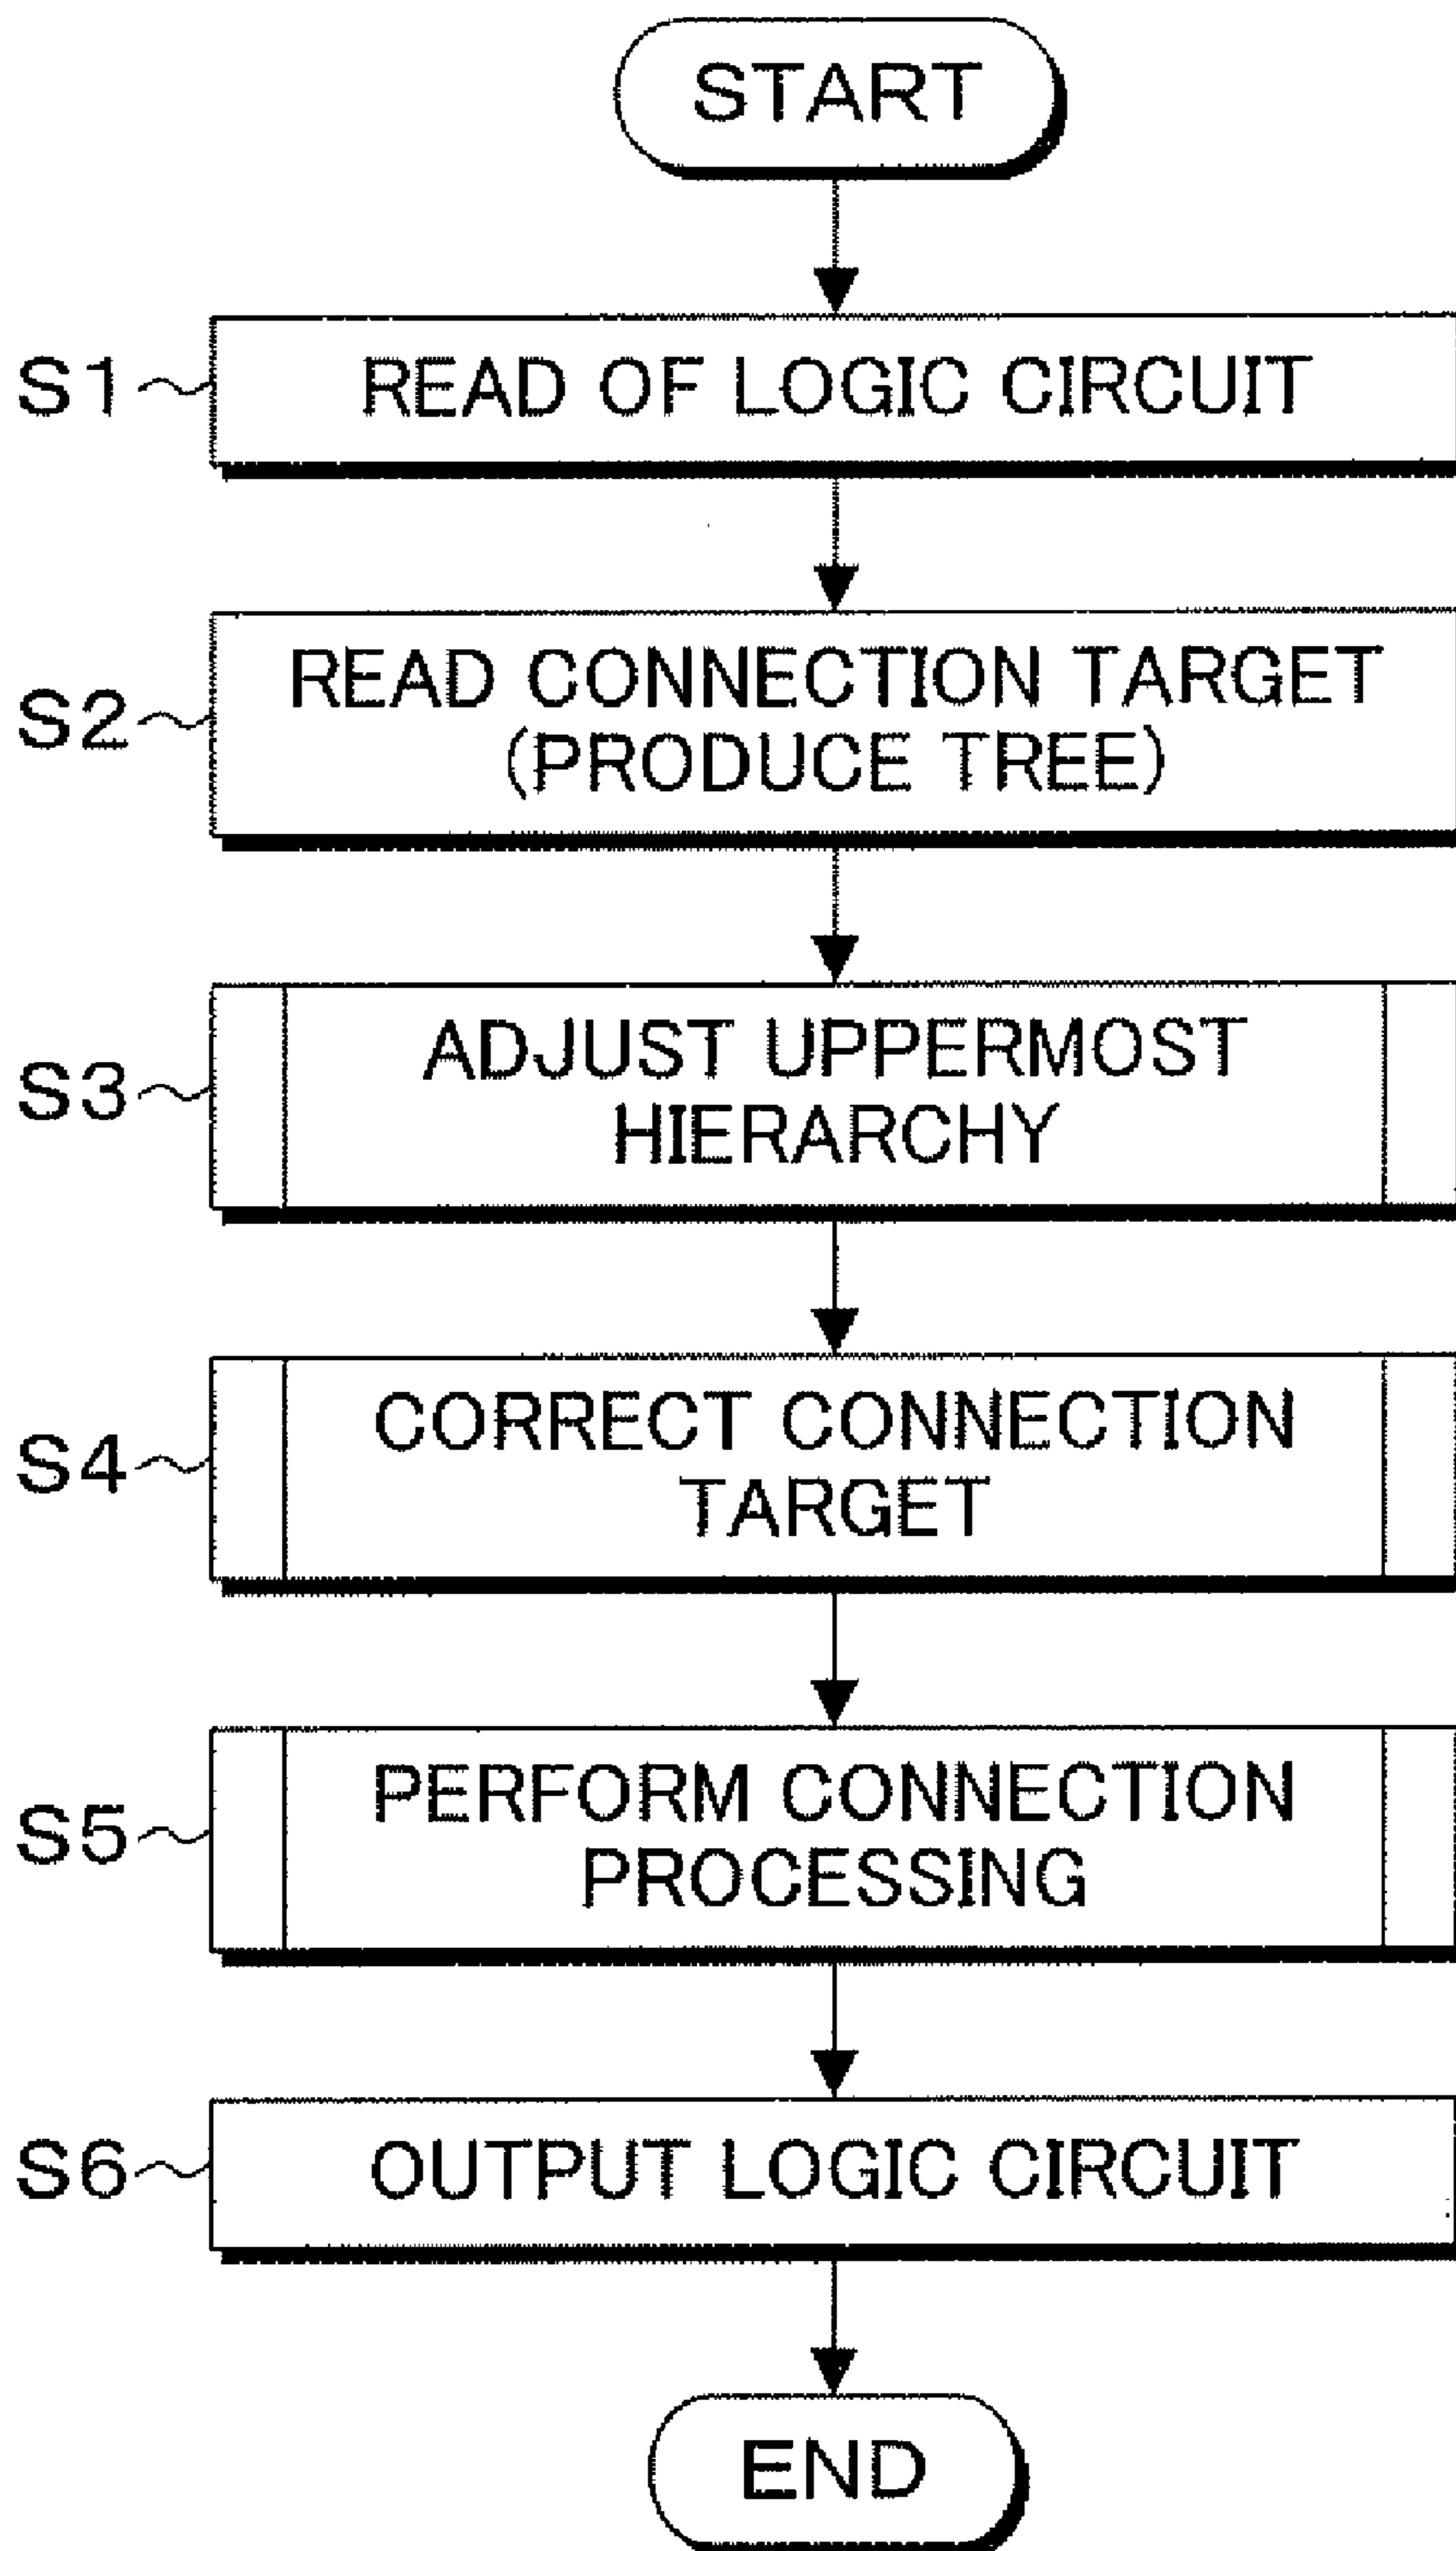 START
S1
READ OF LOGIC CIRCUIT
S2
READ CONNECTION TARGET
(PRODUCE TREE)
S3
ADJUST UPPERMOST
HIERARCHY
S4
CORRECT CONNECTION
TARGET
S5
PERFORM CONNECTION
PROCESSING
S6
OUTPUT LOGIC CIRCUIT
END